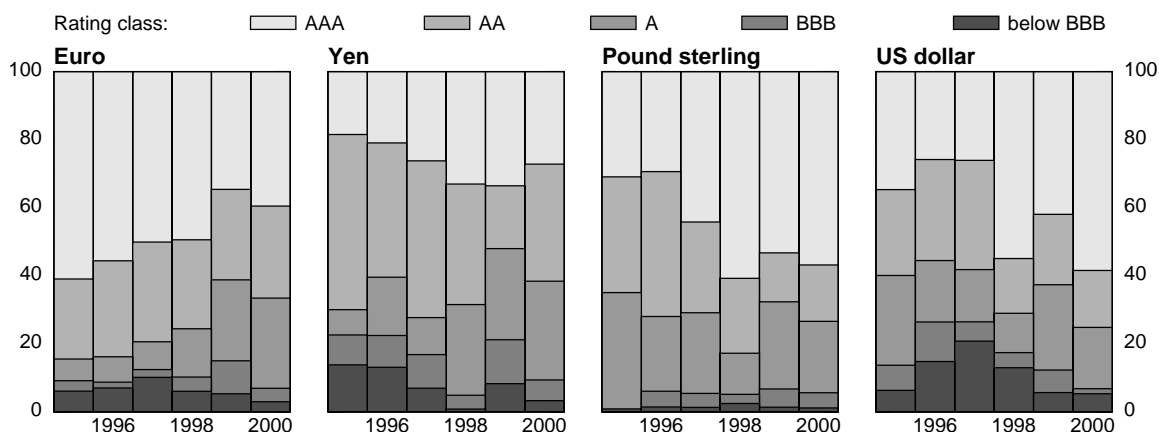 Rating class: AAA AA A BBB below BBB
Euro Yen Pound sterling US dollar
100 100
80 80
60 60
40 40
20 20
0 0
1996 1998 2000 1996 1998 2000 1996 1998 2000 1996 1998 2000